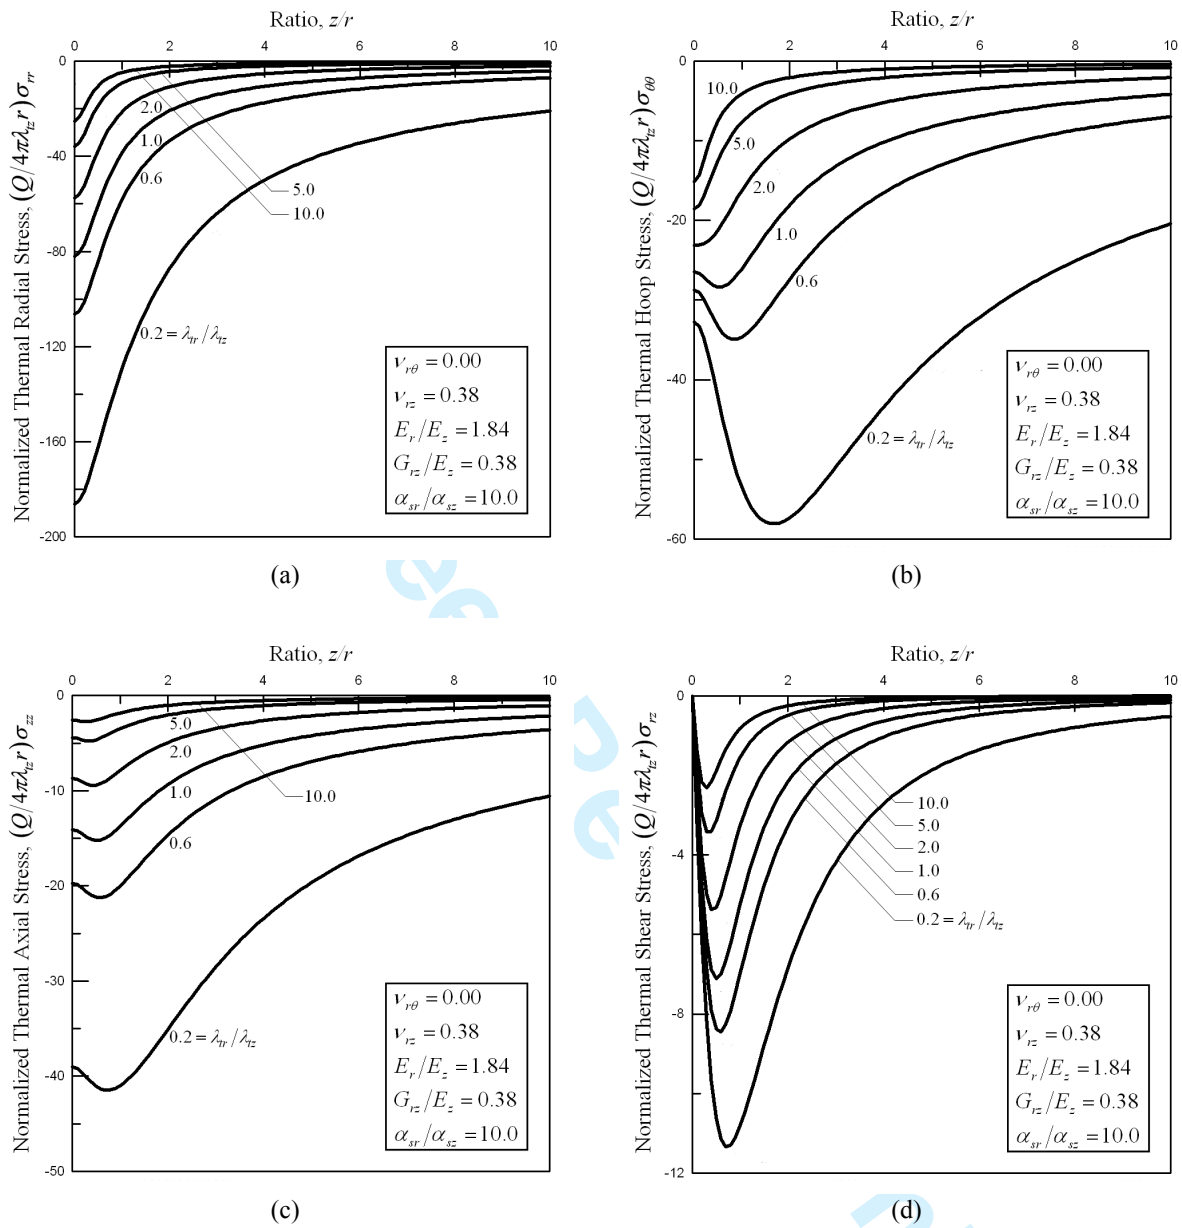 Ratio, z/r
0 2 4 6 8 10
Normalized Thermal Radial Stress, (Q/4πλ_tz r)σ_rr
0
-40
-80
-120
-160
-200
2.0
1.0
0.6
5.0
10.0
0.2 = λ_tr/λ_tz
ν_rθ = 0.00
ν_rz = 0.38
E_r/E_z = 1.84
G_rz/E_z = 0.38
α_sr/α_sz = 10.0
(a)
Ratio, z/r
0 2 4 6 8 10
Normalized Thermal Hoop Stress, (Q/4πλ_tz r)σ_θθ
0
-20
-40
-60
10.0
5.0
2.0
1.0
0.6
0.2 = λ_tr/λ_tz
ν_rθ = 0.00
ν_rz = 0.38
E_r/E_z = 1.84
G_rz/E_z = 0.38
α_sr/α_sz = 10.0
(b)
Ratio, z/r
0 2 4 6 8 10
Normalized Thermal Axial Stress, (Q/4πλ_tz r)σ_zz
0
-10
-20
-30
-40
-50
5.0
2.0
1.0
10.0
0.6
0.2 = λ_tr/λ_tz
ν_rθ = 0.00
ν_rz = 0.38
E_r/E_z = 1.84
G_rz/E_z = 0.38
α_sr/α_sz = 10.0
(c)
Ratio, z/r
0 2 4 6 8 10
Normalized Thermal Shear Stress, (Q/4πλ_tz r)σ_rz
0
-4
-8
-12
10.0
5.0
2.0
1.0
0.6
0.2 = λ_tr/λ_tz
ν_rθ = 0.00
ν_rz = 0.38
E_r/E_z = 1.84
G_rz/E_z = 0.38
α_sr/α_sz = 10.0
(d)